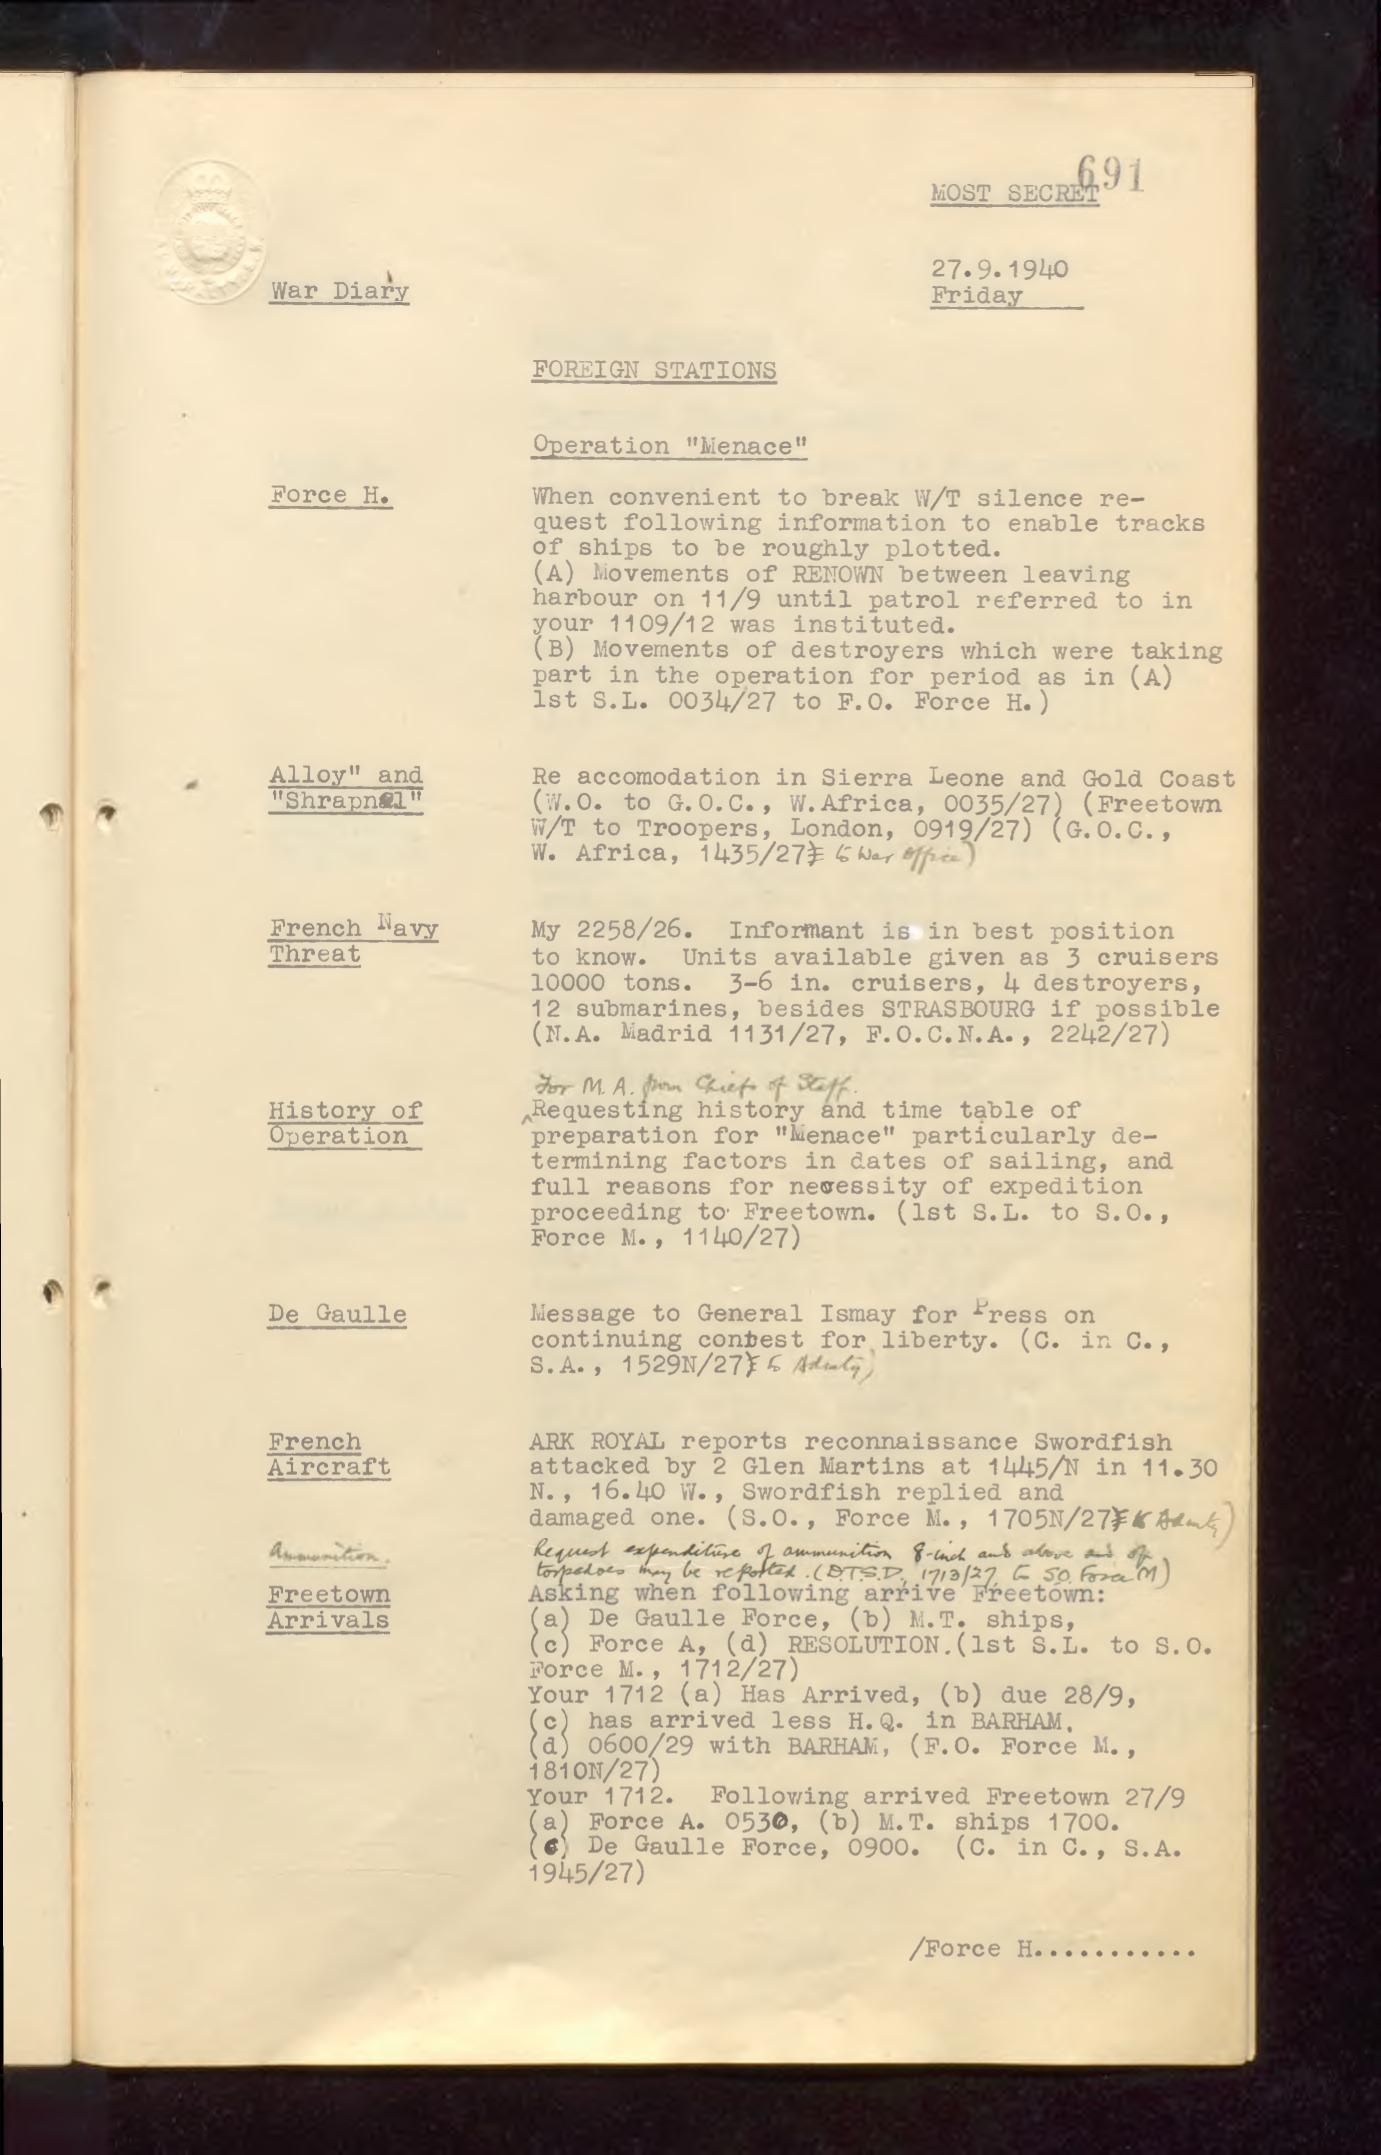 691
MOST SECRET
27.9.1940
Friday
War Diary
FOREIGN STATIONS
Operation "Menace"
Force H.
When convenient to break W/T silence re-
quest following information to enable tracks
of ships to be roughly plotted.
(A) Movements of RENOWN between leaving
harbour on 11/9 until patrol referred to in
your 1109/12 was instituted.
(B) Movements of destroyers which were taking
part in the operation for period as in (A)
1st S.L. 0034/27 to F.O. Force H.)
Alloy" and
"Shrapnel"
Re accomodation in Sierra Leone and Gold Coast
(W.O. to G.O.C., W.Africa, 0035/27) (Freetown
W/T to Troopers, London, 0919/27) (G.O.C.,
W. Africa, 1435/27) to War Office)
French Navy
Threat
My 2258/26. Informant is in best position
to know. Units available given as 3 cruisers
10000 tons. 3-6 in. cruisers, 4 destroyers,
12 submarines, besides STRASBOURG if possible
(N.A. Madrid 1131/27, F.O.C.N.A., 2242/27)
For M.A. from Chiefs of Staff.
History of
Operation
Requesting history and time table of
preparation for "Menace" particularly de-
termining factors in dates of sailing, and
full reasons for necessity of expedition
proceeding to Freetown. (1st S.L. to S.O.,
Force M., 1140/27)
De Gaulle
Message to General Ismay for Press on
continuing contest for liberty. (C. in C.,
S.A., 1529N/27) to Admty)
French
Aircraft
ARK ROYAL reports reconnaissance Swordfish
attacked by 2 Glen Martins at 1445/N in 11.30
N., 16.40 W., Swordfish replied and
damaged one. (S.O., Force M., 1705N/27) to Admty)
Ammunition.
Request expenditure of ammunition 8-inch and above and of
torpedoes may be reported. (D.T.S.D., 1713/27, to S.O. Force M)
Freetown
Arrivals
Asking when following arrive Freetown:
(a) De Gaulle Force, (b) M.T. ships,
(c) Force A, (d) RESOLUTION.(1st S.L. to S.O.
Force M., 1712/27)
Your 1712 (a) Has Arrived, (b) due 28/9,
(c) has arrived less H.Q. in BARHAM.
(d) 0600/29 with BARHAM, (F.O. Force M.,
1810N/27)
Your 1712. Following arrived Freetown 27/9
(a) Force A. 0530, (b) M.T. ships 1700.
(c) De Gaulle Force, 0900. (C. in C., S.A.
1945/27)
/Force H...........